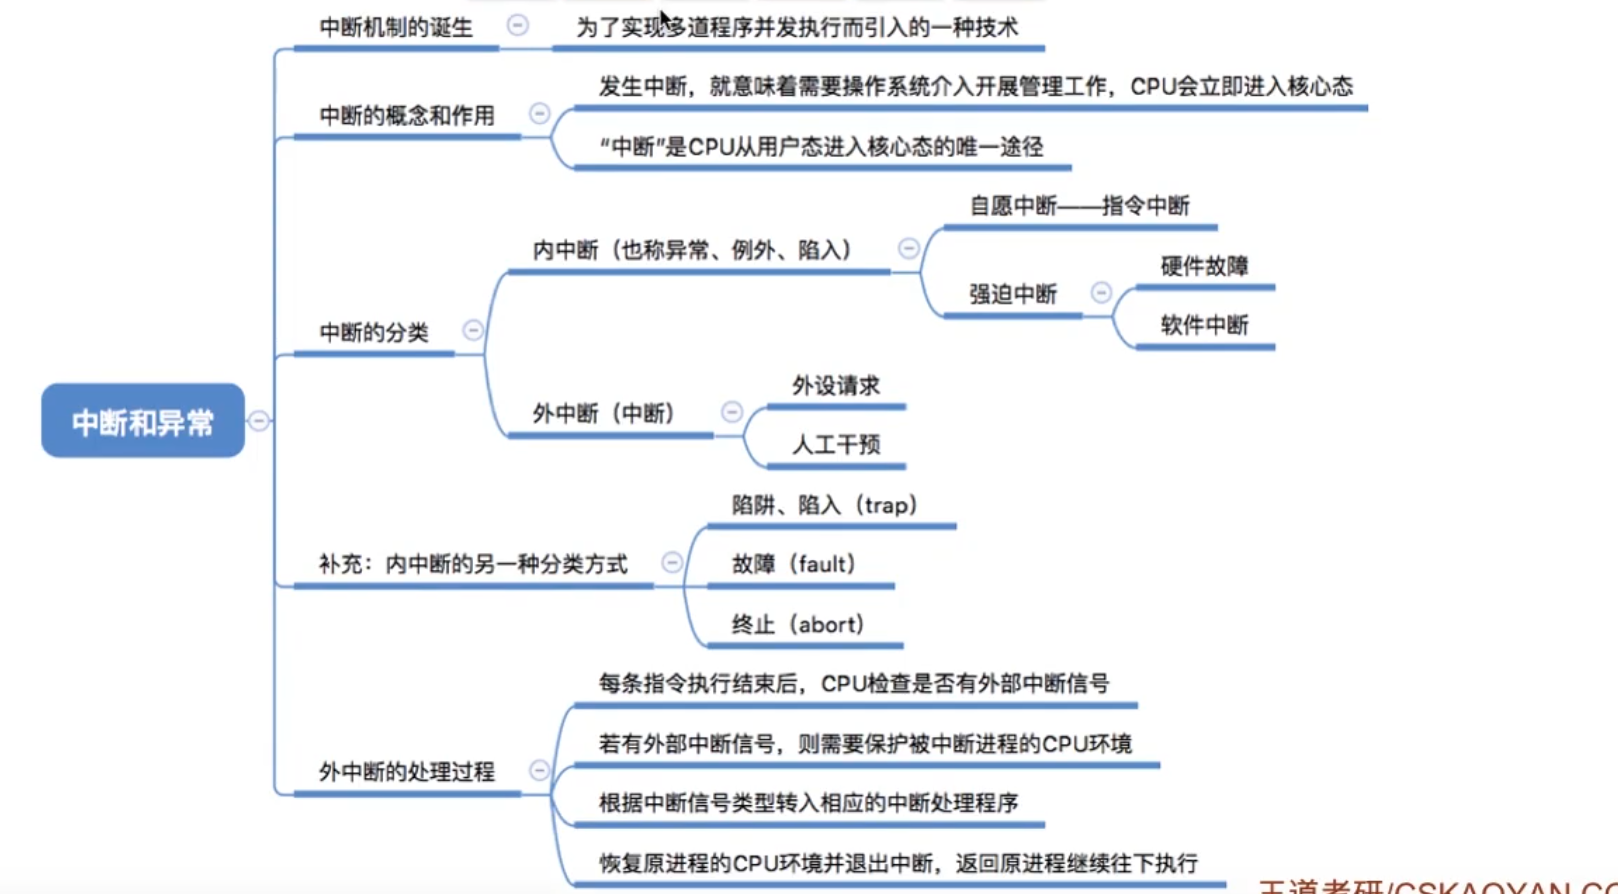 中断机制的诞生
为了实现多道程序并发执行而引入的一种技术
中断的概念和作用
发生中断，就意味着需要操作系统介入开展管理工作，CPU会立即进入核心态
“中断”是CPU从用户态进入核心态的唯一途径
中断的分类
内中断（也称异常、例外、陷入）
自愿中断——指令中断
强迫中断
硬件故障
软件中断
外中断（中断）
外设请求
人工干预
中断和异常
补充：内中断的另一种分类方式
陷阱、陷入（trap）
故障（fault）
终止（abort）
外中断的处理过程
每条指令执行结束后，CPU检查是否有外部中断信号
若有外部中断信号，则需要保护被中断进程的CPU环境
根据中断信号类型转入相应的中断处理程序
恢复原进程的CPU环境并退出中断，返回原进程继续往下执行
王道考研/CSKAOYAN.CO